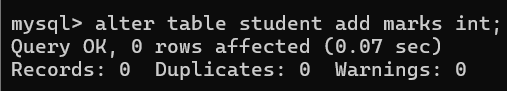 mysql> alter table student add marks int;
Query OK, 0 rows affected (0.07 sec)
Records: 0  Duplicates: 0  Warnings: 0